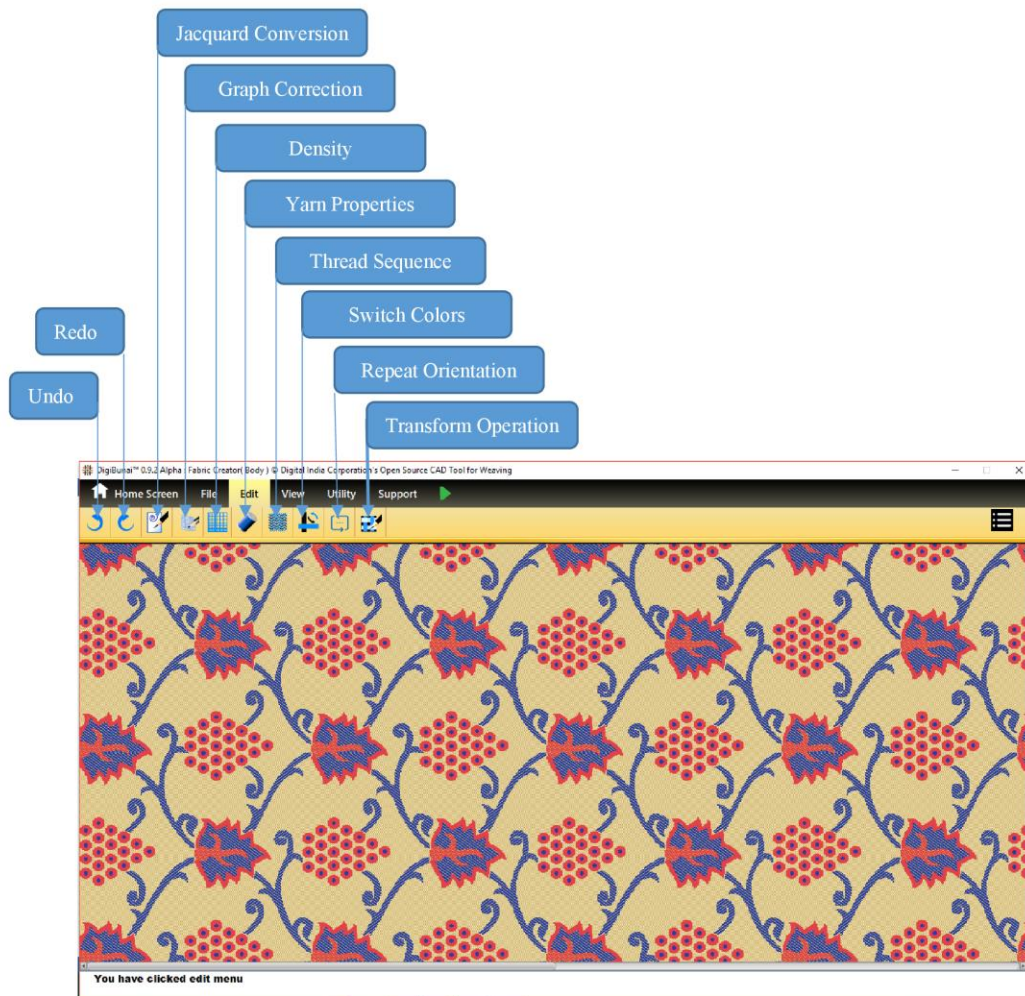 Jacquard Conversion
Graph Correction
Density
Yarn Properties
Thread Sequence
Switch Colors
Redo
Repeat Orientation
Undo
Transform Operation
DigiBunai™ 0.9.2 Alpha : Fabric Creator( Body ) © Digital India Corporation's Open Source CAD Tool for Weaving
Home Screen File Edit View Utility Support
You have clicked edit menu